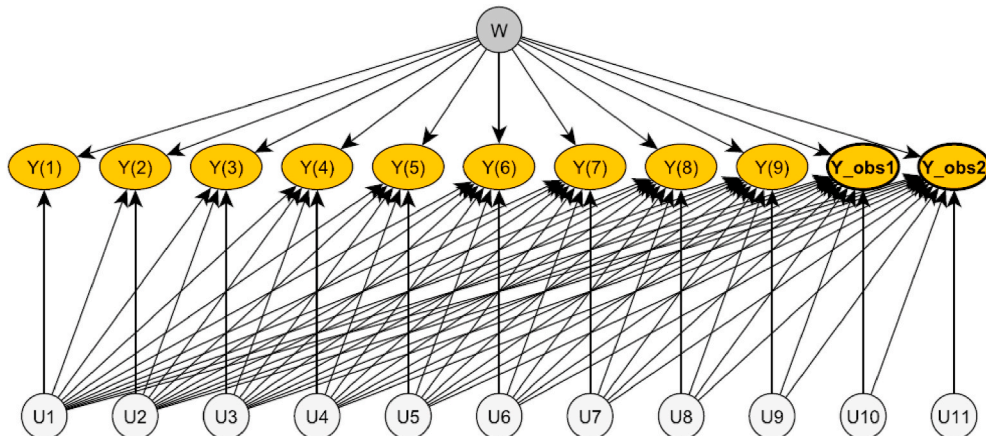 W
Y(1) Y(2) Y(3) Y(4) Y(5) Y(6) Y(7) Y(8) Y(9) Y_obs1 Y_obs2
U1 U2 U3 U4 U5 U6 U7 U8 U9 U10 U11